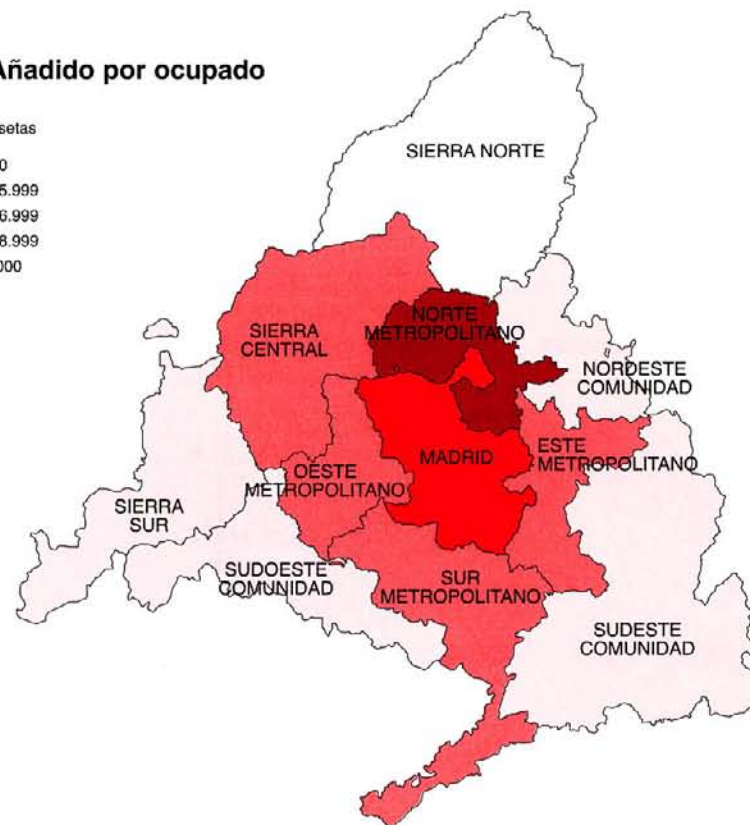 Añadido por ocupado
setas
0
5.999
6.999
8.999
000
SIERRA NORTE
NORTE
METROPOLITANO
SIERRA
CENTRAL
NORDESTE
COMUNIDAD
MADRID
ESTE
METROPOLITANO
OESTE
METROPOLITANO
SIERRA
SUR
SUDOESTE
COMUNIDAD
SUR
METROPOLITANO
SUDESTE
COMUNIDAD